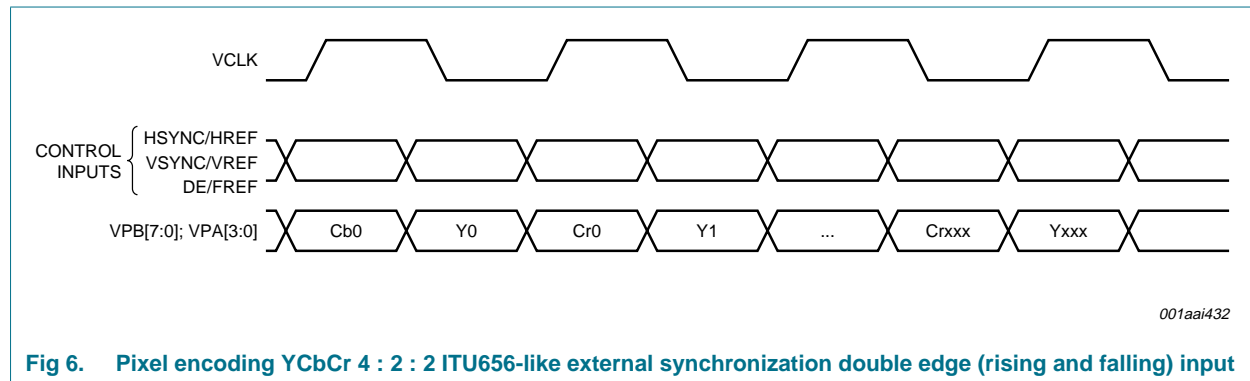 VCLK
CONTROL INPUTS
HSYNC/HREF
VSYNC/VREF
DE/FREF
VPB[7:0]; VPA[3:0] Cb0 Y0 Cr0 Y1 ... Crxxx Yxxx
001aai432
Fig 6. Pixel encoding YCbCr 4 : 2 : 2 ITU656-like external synchronization double edge (rising and falling) input